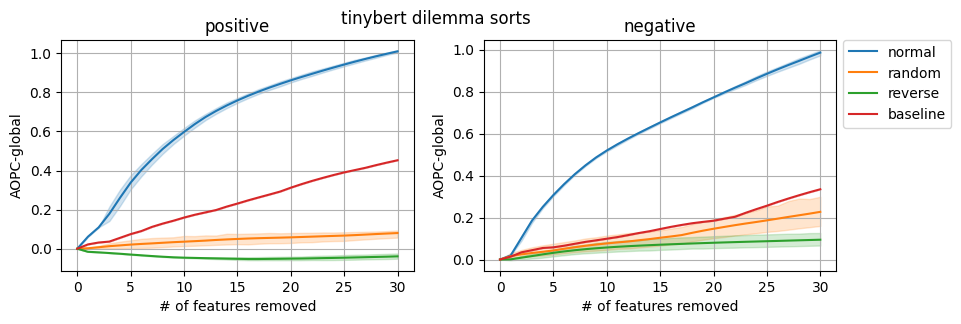 tinybert dilemma sorts
positive
negative
AOPC-global
1.0
0.8
0.6
0.4
0.2
0.0
0 5 10 15 20 25 30
# of features removed
AOPC-global
1.0
0.8
0.6
0.4
0.2
0.0
0 5 10 15 20 25 30
# of features removed
normal
random
reverse
baseline